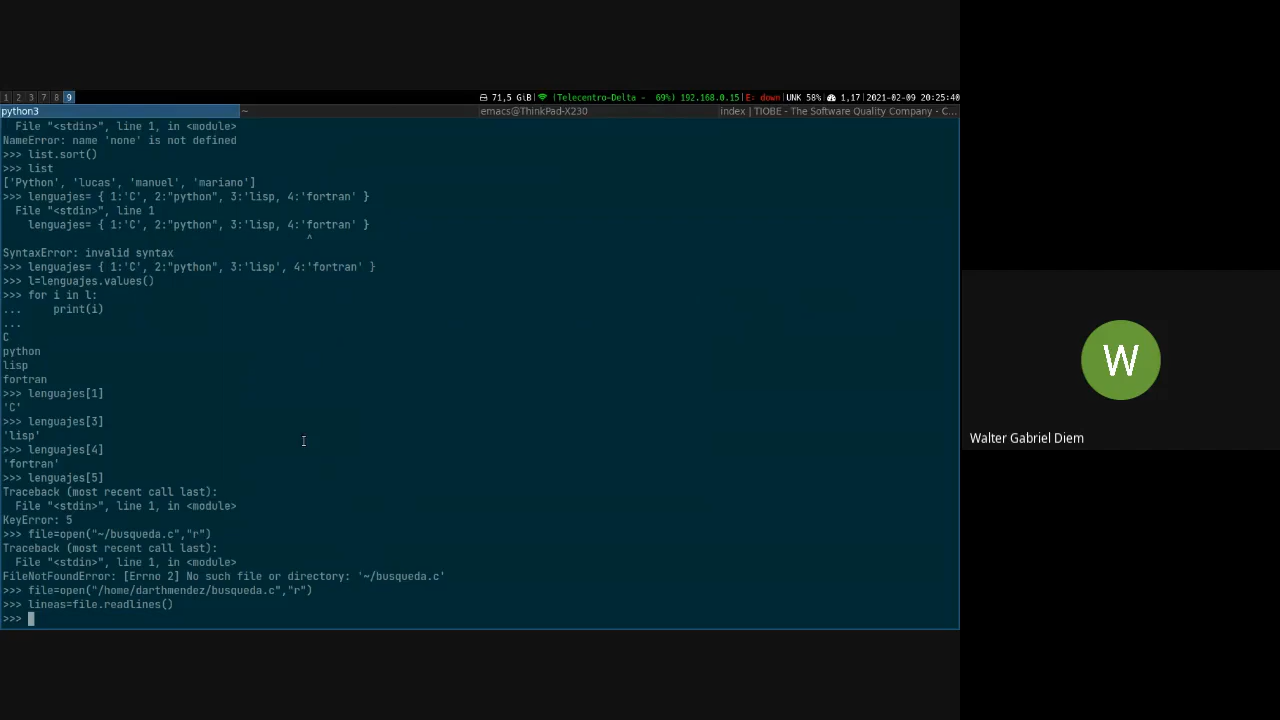 1 2 3 7 8 9
71,5 GiB (Telecentro-Delta - 69%) 192.168.0.15|E: down|UNK 58%| 1,17|2021-02-09 20:25:40
python3 ~ emacs@ThinkPad-X230 index | TIOBE - The Software Quality Company - C...
File "<stdin>", line 1, in <module>
NameError: name 'none' is not defined
>>> list.sort()
>>> list
['Python', 'lucas', 'manuel', 'mariano']
>>> lenguajes= { 1:'C', 2:"python", 3:'lisp, 4:'fortran' }
File "<stdin>", line 1
lenguajes= { 1:'C', 2:"python", 3:'lisp, 4:'fortran' }
^
SyntaxError: invalid syntax
>>> lenguajes= { 1:'C', 2:"python", 3:'lisp', 4:'fortran' }
>>> l=lenguajes.values()
>>> for i in l:
... print(i)
...
C
python
lisp
fortran
>>> lenguajes[1]
'C'
>>> lenguajes[3]
'lisp'
>>> lenguajes[4]
'fortran'
>>> lenguajes[5]
Traceback (most recent call last):
File "<stdin>", line 1, in <module>
KeyError: 5
>>> file=open("~/busqueda.c","r")
Traceback (most recent call last):
File "<stdin>", line 1, in <module>
FileNotFoundError: [Errno 2] No such file or directory: '~/busqueda.c'
>>> file=open("/home/darthmendez/busqueda.c","r")
>>> lineas=file.readlines()
>>>
W
Walter Gabriel Diem